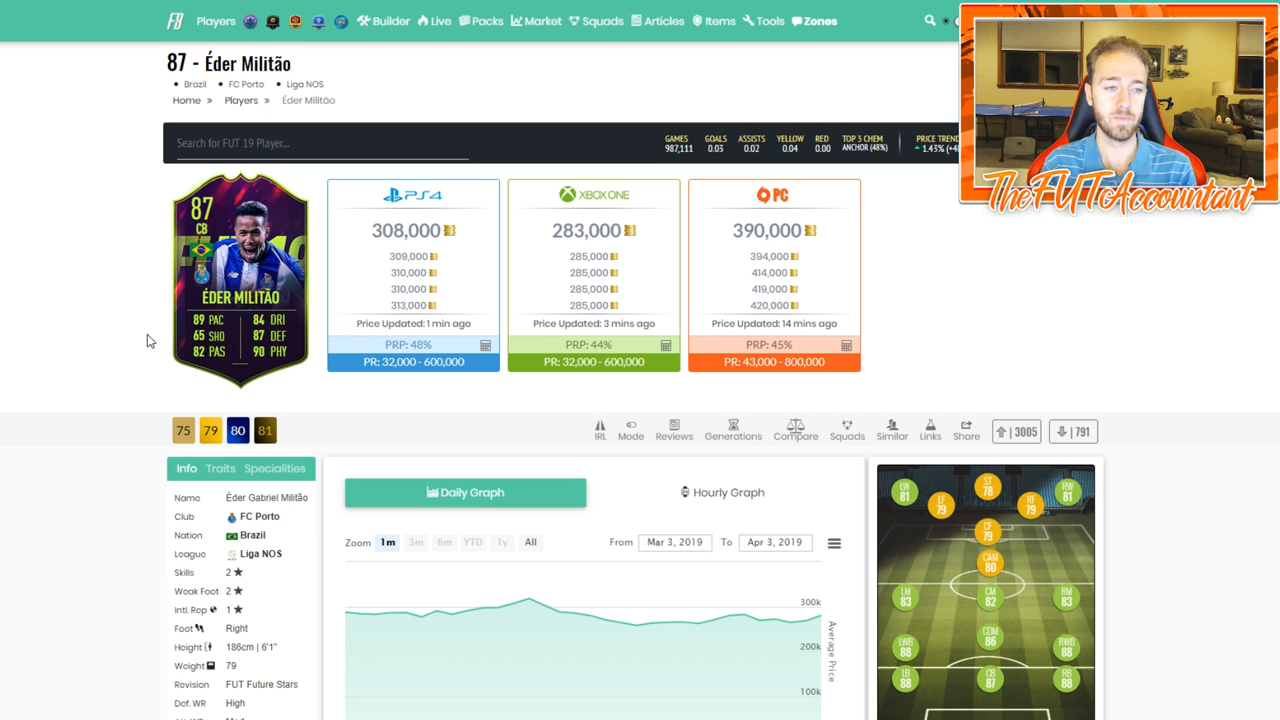 F8 Players Builder Live Packs Market Squads Articles Items Tools Zones
87 - Éder Militão
Brazil FC Porto Liga NOS
Home » Players » Éder Militão
Search for FUT 19 Player...
GAMES GOALS ASSISTS YELLOW RED TOP 3 CHEM PRICE TREND
987,111 0.03 0.02 0.04 0.00 ANCHOR (48%) 1.43%
TheFUTAccountant
87
CB
ÉDER MILITÃO
89 PAC 84 DRI
65 SHO 87 DEF
82 PAS 90 PHY
PS4
308,000
309,000
310,000
310,000
313,000
Price Updated: 1 min ago
PRP: 48%
PR: 32,000 - 600,000
XBOX ONE
283,000
285,000
285,000
285,000
285,000
Price Updated: 3 mins ago
PRP: 44%
PR: 32,000 - 600,000
PC
390,000
394,000
414,000
419,000
420,000
Price Updated: 14 mins ago
PRP: 45%
PR: 43,000 - 800,000
75 79 80 81
IRL Mode Reviews Generations Compare Squads Similar Links Share | 3005 | 791
Info Traits Specialities
Name Éder Gabriel Militão
Club FC Porto
Nation Brazil
League Liga NOS
Skills 2
Weak Foot 2
Intl. Rep 1
Foot Right
Height 186cm | 6'1"
Weight 79
Revision FUT Future Stars
Def. WR High
Daily Graph Hourly Graph
Zoom 1m 3m 6m YTD 1y All From Mar 3, 2019 To Apr 3, 2019
300k
200k
100k
Average Price
ST
78
LW
81
RW
81
LF
79
RF
79
CF
79
CAM
80
LM
83
CM
82
RM
83
CDM
86
LWB
88
RWB
88
LB
88
CB
87
RB
88